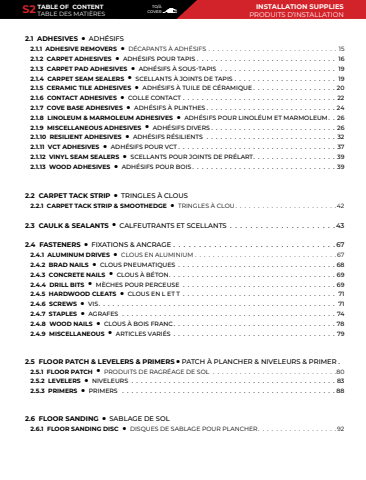 S2 TABLE OF CONTENT
TABLE DES MATIÈRES
TO/À COVER
INSTALLATION SUPPLIES
PRODUITS D'INSTALLATION
2.1 ADHESIVES • ADHÉSIFS
2.1.1 ADHESIVE REMOVERS • DÉCAPANTS À ADHÉSIFS . . . . . 15
2.1.2 CARPET ADHESIVES • ADHÉSIFS POUR TAPIS . . . . . 16
2.1.3 CARPET PAD ADHESIVES • ADHÉSIFS À SOUS-TAPIS . . . . . 19
2.1.4 CARPET SEAM SEALERS • SCELLANTS À JOINTS DE TAPIS . . . . . 19
2.1.5 CERAMIC TILE ADHESIVES • ADHÉSIFS À TUILE DE CÉRAMIQUE . . . . . 20
2.1.6 CONTACT ADHESIVES • COLLE CONTACT . . . . . 22
2.1.7 COVE BASE ADHESIVES • ADHÉSIFS À PLINTHES . . . . . 24
2.1.8 LINOLEUM & MARMOLEUM ADHESIVES • ADHÉSIFS POUR LINOLÉUM ET MARMOLEUM . . 26
2.1.9 MISCELLANEOUS ADHESIVES • ADHÉSIFS DIVERS . . . . . 26
2.1.10 RESILIENT ADHESIVES • ADHÉSIFS RÉSILIENTS . . . . . 32
2.1.11 VCT ADHESIVES • ADHÉSIFS POUR VCT . . . . . 37
2.1.12 VINYL SEAM SEALERS • SCELLANTS POUR JOINTS DE PRÉLART . . . . . 39
2.1.13 WOOD ADHESIVES • ADHÉSIFS POUR BOIS . . . . . 39
2.2 CARPET TACK STRIP • TRINGLES À CLOUS
2.2.1 CARPET TACK STRIP & SMOOTHEDGE • TRINGLES À CLOU . . . . . 42
2.3 CAULK & SEALANTS • CALFEUTRANTS ET SCELLANTS . . . . . 43
2.4 FASTENERS • FIXATIONS & ANCRAGE . . . . . 67
2.4.1 ALUMINUM DRIVES • CLOUS EN ALUMINIUM . . . . . 67
2.4.2 BRAD NAILS • CLOUS PNEUMATIQUES . . . . . 68
2.4.3 CONCRETE NAILS • CLOUS À BÉTON . . . . . 69
2.4.4 DRILL BITS • MÈCHES POUR PERCEUSE . . . . . 69
2.4.5 HARDWOOD CLEATS • CLOUS EN L ET T . . . . . 71
2.4.6 SCREWS • VIS . . . . . 71
2.4.7 STAPLES • AGRAFES . . . . . 74
2.4.8 WOOD NAILS • CLOUS À BOIS FRANC . . . . . 78
2.4.9 MISCELLANEOUS • ARTICLES VARIÉS . . . . . 79
2.5 FLOOR PATCH & LEVELERS & PRIMERS • PATCH À PLANCHER & NIVELEURS & PRIMER .
2.5.1 FLOOR PATCH • PRODUITS DE RAGRÉAGE DE SOL . . . . . 80
2.5.2 LEVELERS • NIVELEURS . . . . . 83
2.5.3 PRIMERS • PRIMERS . . . . . 88
2.6 FLOOR SANDING • SABLAGE DE SOL
2.6.1 FLOOR SANDING DISC • DISQUES DE SABLAGE POUR PLANCHER . . . . . 92